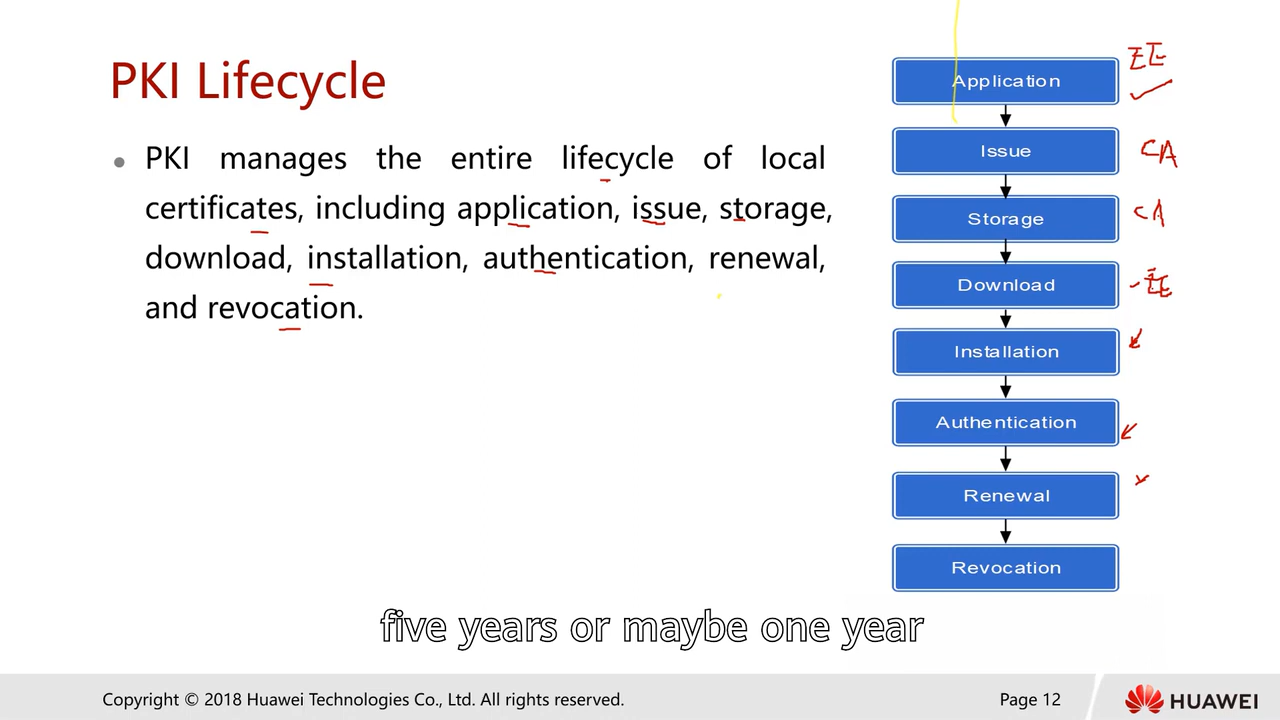 PKI Lifecycle
PKI manages the entire lifecycle of local
certificates, including application, issue, storage,
download, installation, authentication, renewal,
and revocation.
Application
EE
Issue
CA
Storage
CA
Download
EE
Installation
Authentication
Renewal
Revocation
five years or maybe one year
Copyright © 2018 Huawei Technologies Co., Ltd. All rights reserved.
Page 12
HUAWEI